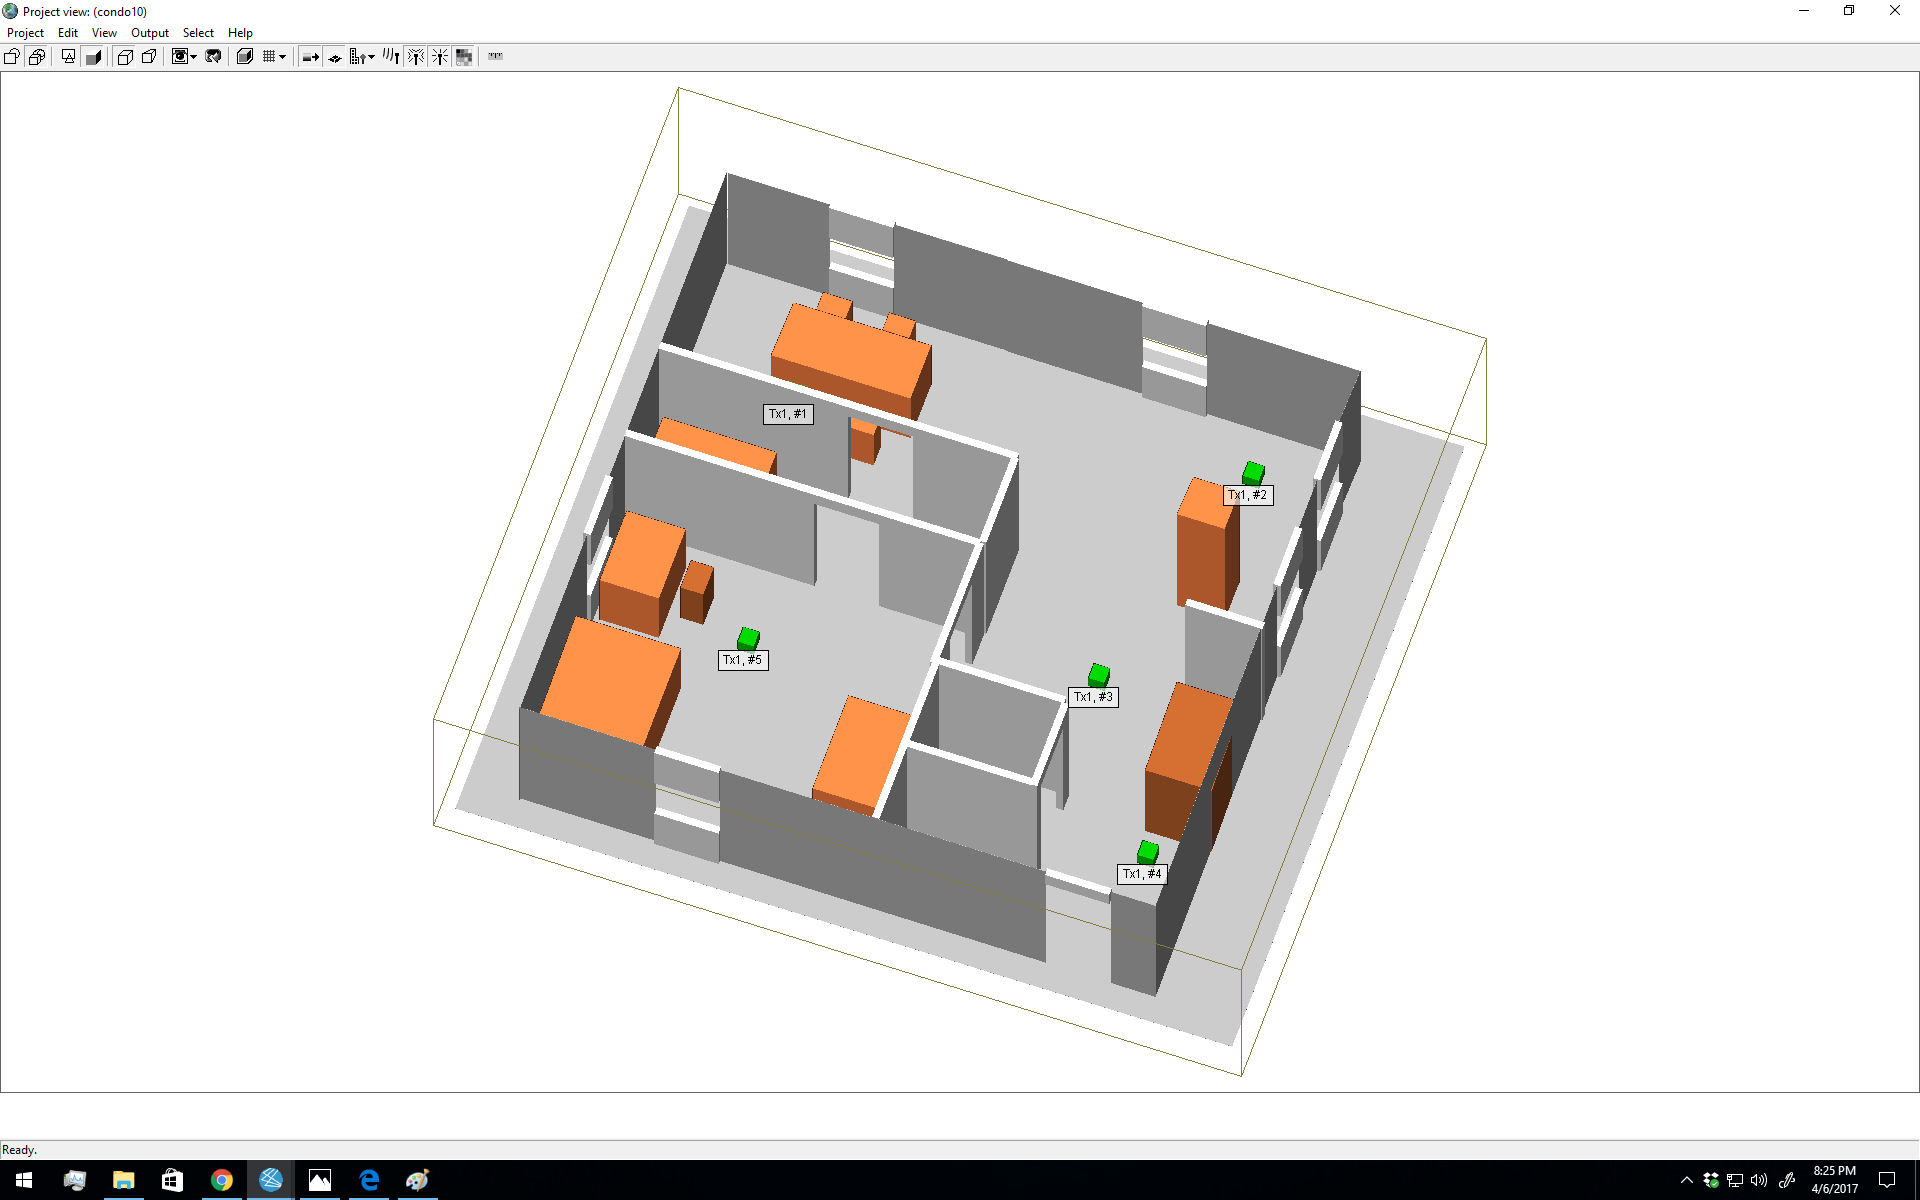 Project view: (condo10)
Project Edit View Output Select Help
Tx1, #1
Tx1, #2
Tx1, #5
Tx1, #3
Tx1, #4
Ready.
8:25 PM
4/6/2017